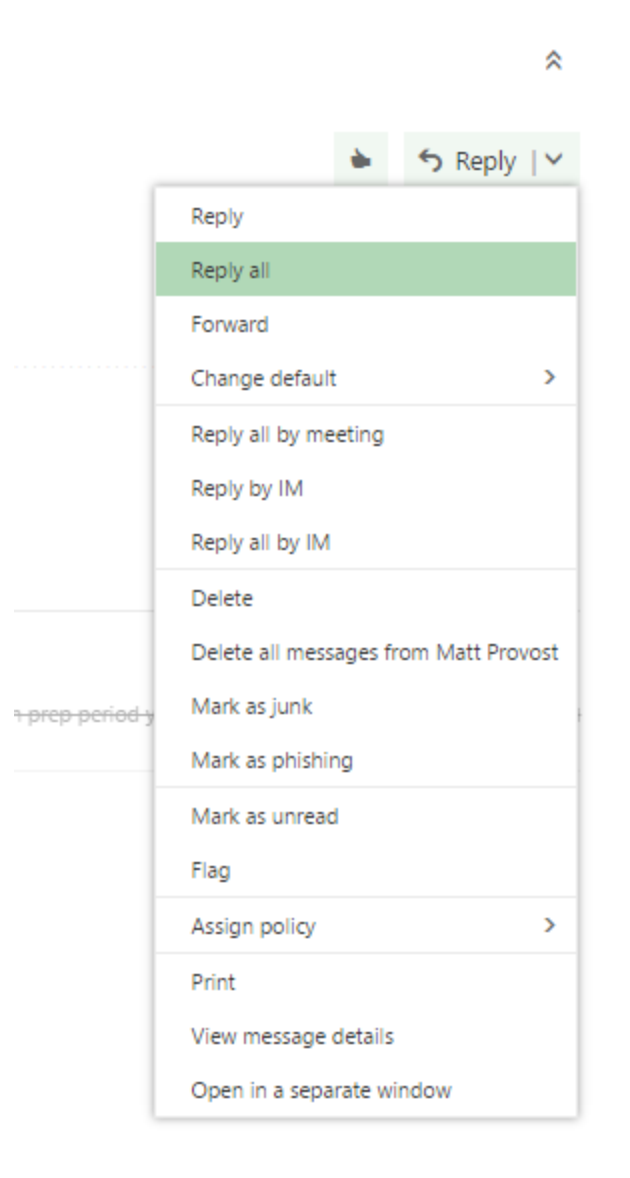 Reply
Reply
Reply all
Forward
Change default
Reply all by meeting
Reply by IM
Reply all by IM
Delete
Delete all messages from Matt Provost
n prep period y
Mark as junk
Mark as phishing
Mark as unread
Flag
Assign policy
Print
View message details
Open in a separate window